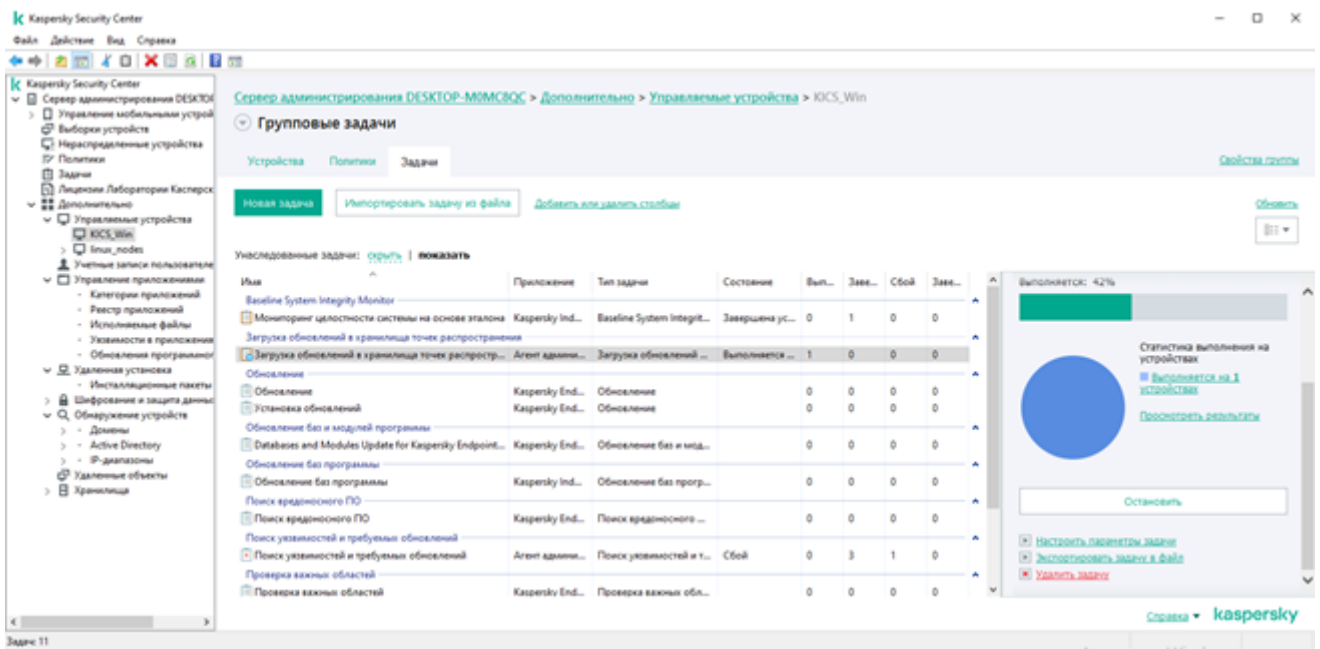 Kaspersky Security Center
Файл Действие Вид Справка
Kaspersky Security Center
Сервер администрирования DESKTOP
Управление мобильными устрой
Выборки устройств
Нераспределенные устройства
Политики
Задачи
Лицензии Лаборатории Касперск
Дополнительно
Управляемые устройства
KICS_Win
linux_nodes
Учетные записи пользователе
Управление приложениями
Категории приложений
Реестр приложений
Исполняемые файлы
Уязвимости в приложения
Обновления программног
Удаленная установка
Инсталляционные пакеты
Шифрование и защита данных
Обнаружение устройств
Домены
Active Directory
IP-диапазоны
Удаленные объекты
Хранилища
Сервер администрирования DESKTOP-M0MC8QC > Дополнительно > Управляемые устройства > KICS_Win
Групповые задачи
Устройства Политики Задачи Свойства группы
Новая задача Импортировать задачу из файла Добавить или удалить столбцы Обновить
Унаследованные задачи: скрыть | показать
Имя Приложение Тип задачи Состояние Вып... Заве... Сбой Заве...
Baseline System Integrity Monitor
Мониторинг целостности системы на основе эталона Kaspersky Ind... Baseline System Integrit... Завершена ус... 0 1 0 0
Загрузка обновлений в хранилища точек распространения
Загрузка обновлений в хранилища точек распростр... Агент админи... Загрузка обновлений ... Выполняется ... 1 0 0 0
Обновление
Обновление Kaspersky End... Обновление 0 0 0 0
Установка обновлений Kaspersky End... Обновление 0 0 0 0
Обновление баз и модулей программы
Databases and Modules Update for Kaspersky Endpoint... Kaspersky End... Обновление баз и мод... 0 0 0 0
Обновление баз программы
Обновление баз программы Kaspersky Ind... Обновление баз прогр... 0 0 0 0
Поиск вредоносного ПО
Поиск вредоносного ПО Kaspersky End... Поиск вредоносного ... 0 0 0 0
Поиск уязвимостей и требуемых обновлений
Поиск уязвимостей и требуемых обновлений Агент админи... Поиск уязвимостей и т... Сбой 0 3 1 0
Проверка важных областей
Проверка важных областей Kaspersky End... Проверка важных обл... 0 0 0 0
Выполняется: 42%
Статистика выполнения на
устройствах
Выполняется на 1
устройствах
Просмотреть результаты
Остановить
Настроить параметры задачи
Экспортировать задачу в файл
Удалить задачу
Справка kaspersky
Задач: 11